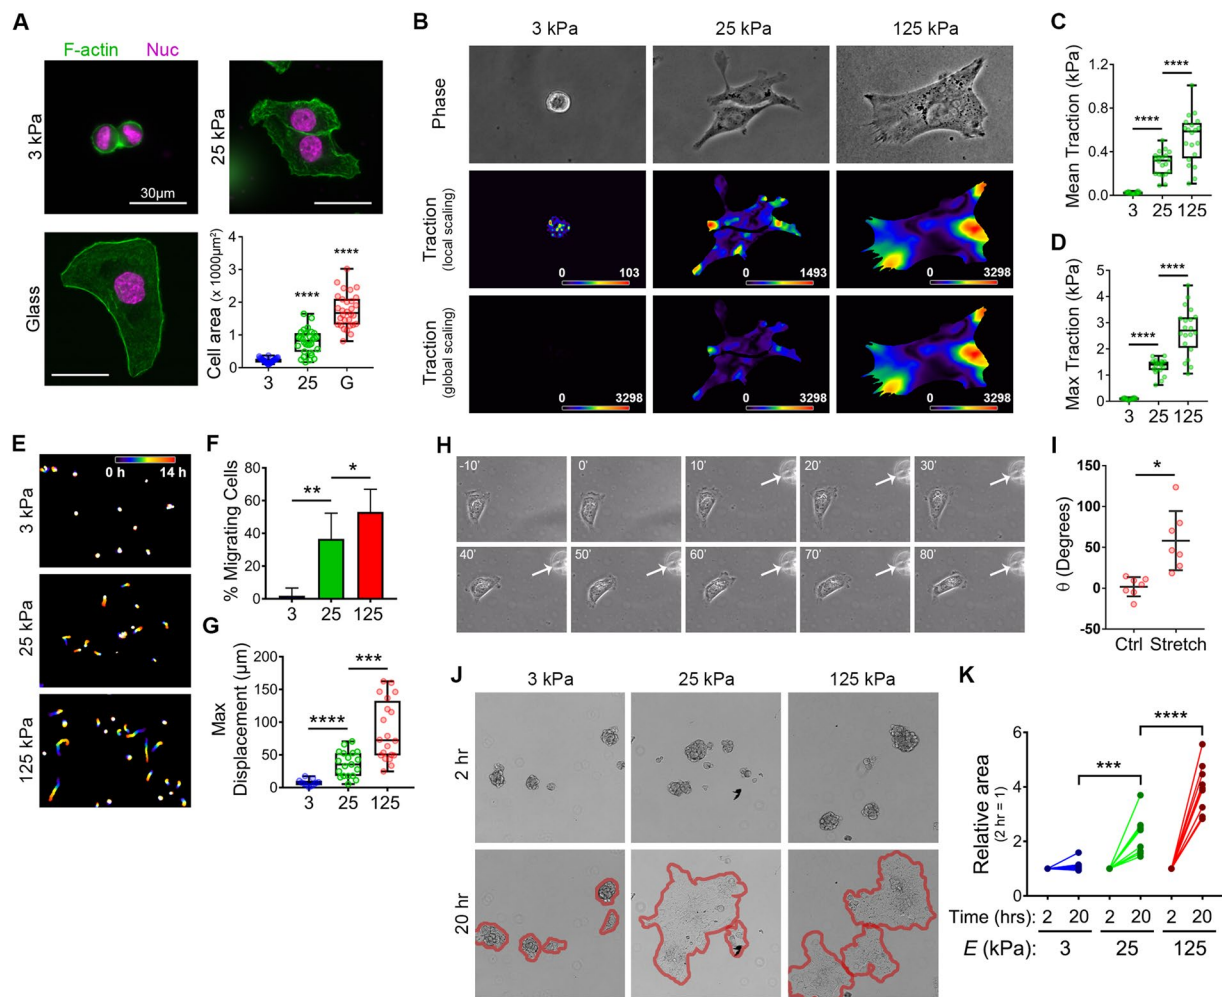 A
F-actin Nuc
3 kPa
30µm
25 kPa
Glass
Cell area (x 1000µm²)
4
3
2
1
0
****
****
3 25 G
B
3 kPa 25 kPa 125 kPa
Phase
Traction
(local scaling)
0 103
0 1493
0 3298
Traction
(global scaling)
0 3298
0 3298
0 3298
C
Mean Traction (kPa)
1.2
0.8
0.4
0.0
****
****
3 25 125
D
Max Traction (kPa)
5
4
3
2
1
0
****
****
3 25 125
E
0 h 14 h
3 kPa
25 kPa
125 kPa
F
% Migrating Cells
80
60
40
20
0
**
*
3 25 125
G
Max
Displacement (µm)
200
150
100
50
0
****
***
3 25 125
H
-10’ 0’ 10’ 20’ 30’
40’ 50’ 60’ 70’ 80’
I
θ (Degrees)
150
100
50
0
-50
*
Ctrl Stretch
J
3 kPa 25 kPa 125 kPa
2 hr
20 hr
K
Relative area
(2 hr = 1)
6
4
2
0
***
****
Time (hrs): 2 20 2 20 2 20
E (kPa): 3 25 125